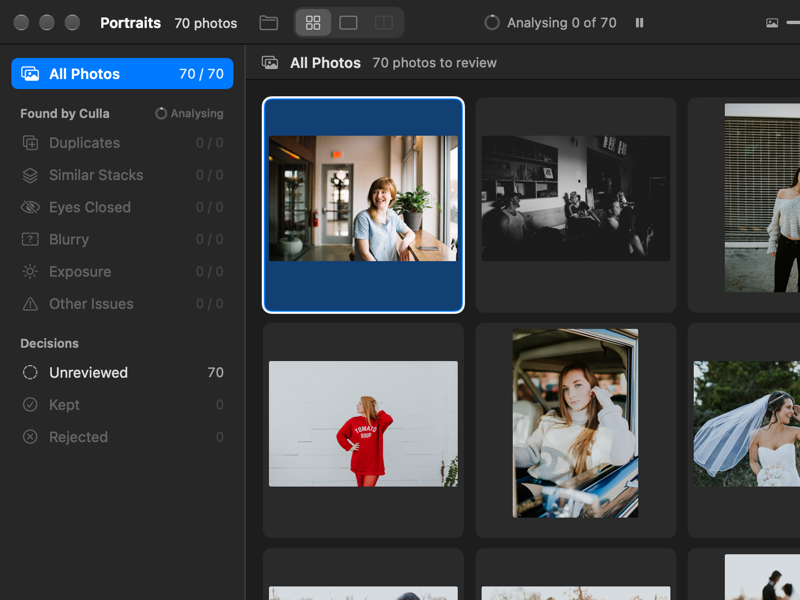 Portraits 70 photos
Analysing 0 of 70
All Photos 70 / 70
Found by Culla Analysing
Duplicates 0 / 0
Similar Stacks 0 / 0
Eyes Closed 0 / 0
Blurry 0 / 0
Exposure 0 / 0
Other Issues 0 / 0
Decisions
Unreviewed 70
Kept 0
Rejected 0
All Photos 70 photos to review
TOMATO
SOUP